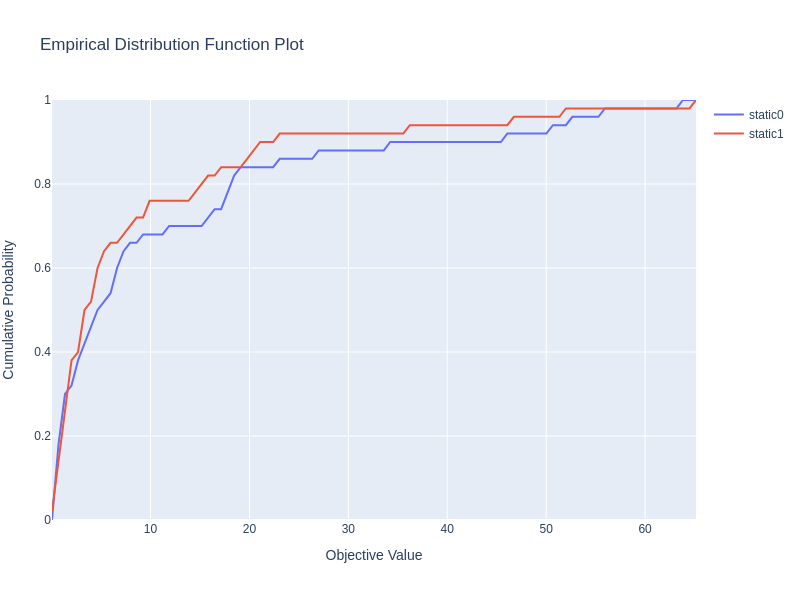 Empirical Distribution Function Plot
1
0.8
0.6
0.4
0.2
0
10
20
30
40
50
60
Cumulative Probability
Objective Value
static0
static1